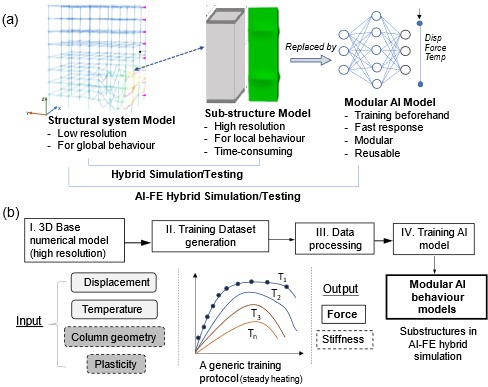 (a)
Replaced by
Disp
Force
Temp
Structural system Model
- Low resolution
- For global behaviour
Sub-structure Model
- High resolution
- For local behaviour
- Time-consuming
Modular AI Model
- Training beforehand
- Fast response
- Modular
- Reusable
Hybrid Simulation/Testing
AI-FE Hybrid Simulation/Testing
(b)
I. 3D Base
numerical model
(high resolution)
II. Training Dataset
generation
III. Data
processing
IV. Training AI
model
Input
Displacement
Temperature
Column geometry
Plasticity
T1
T2
T3
Tn
A generic training
protocol (steady heating)
Output
Force
Stiffness
Modular AI
behaviour
models
Substructures in
AI-FE hybrid
simulation